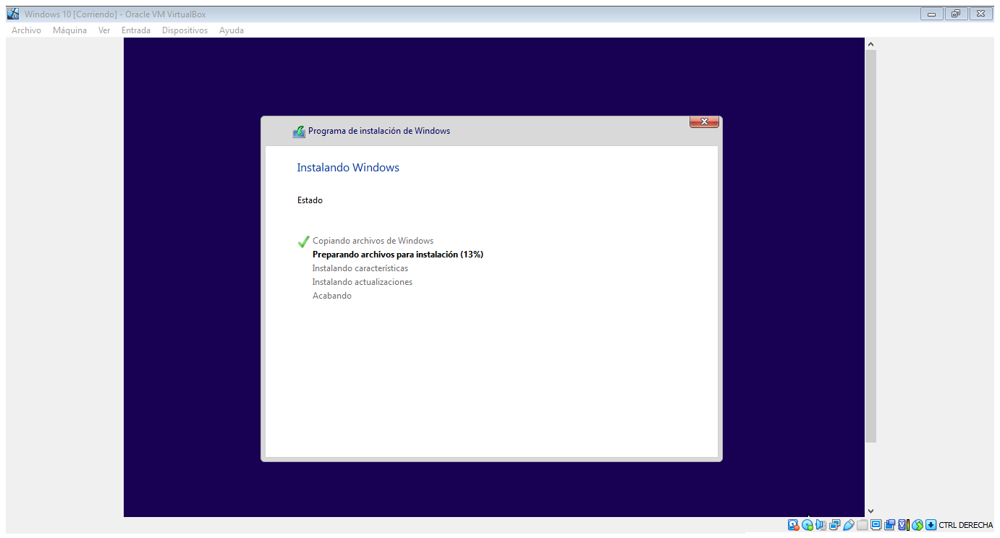 Windows 10 [Corriendo] - Oracle VM VirtualBox
Archivo Máquina Ver Entrada Dispositivos Ayuda
Programa de instalación de Windows
Instalando Windows
Estado
Copiando archivos de Windows
Preparando archivos para instalación (13%)
Instalando características
Instalando actualizaciones
Acabando
CTRL DERECHA